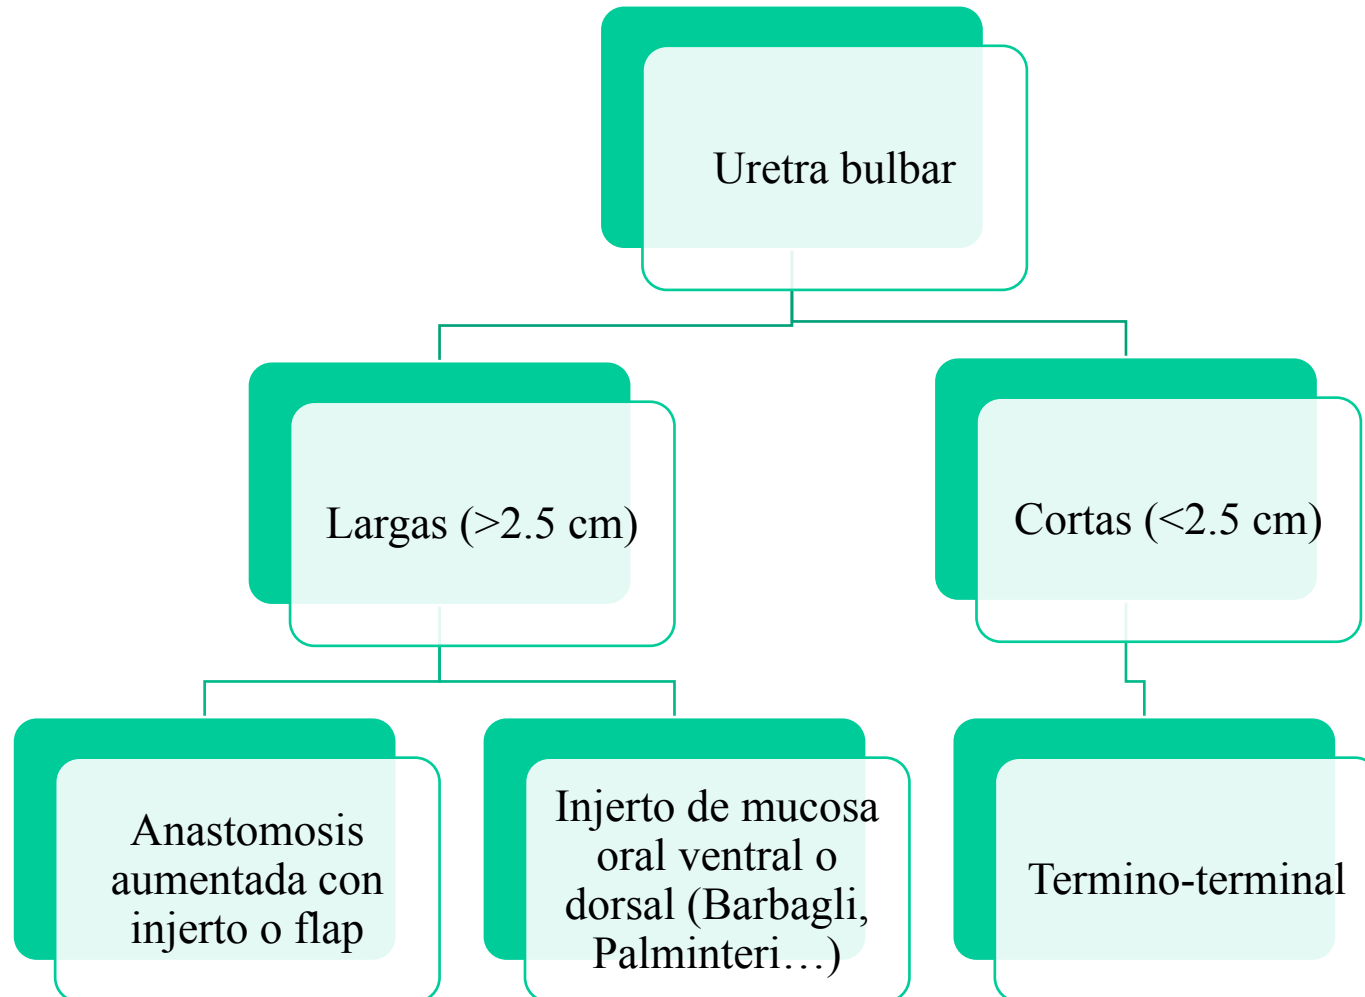 Uretra bulbar
Largas (>2.5 cm)
Cortas (<2.5 cm)
Anastomosis
aumentada con
injerto o flap
Injerto de mucosa
oral ventral o
dorsal (Barbagli,
Palminteri…)
Termino-terminal